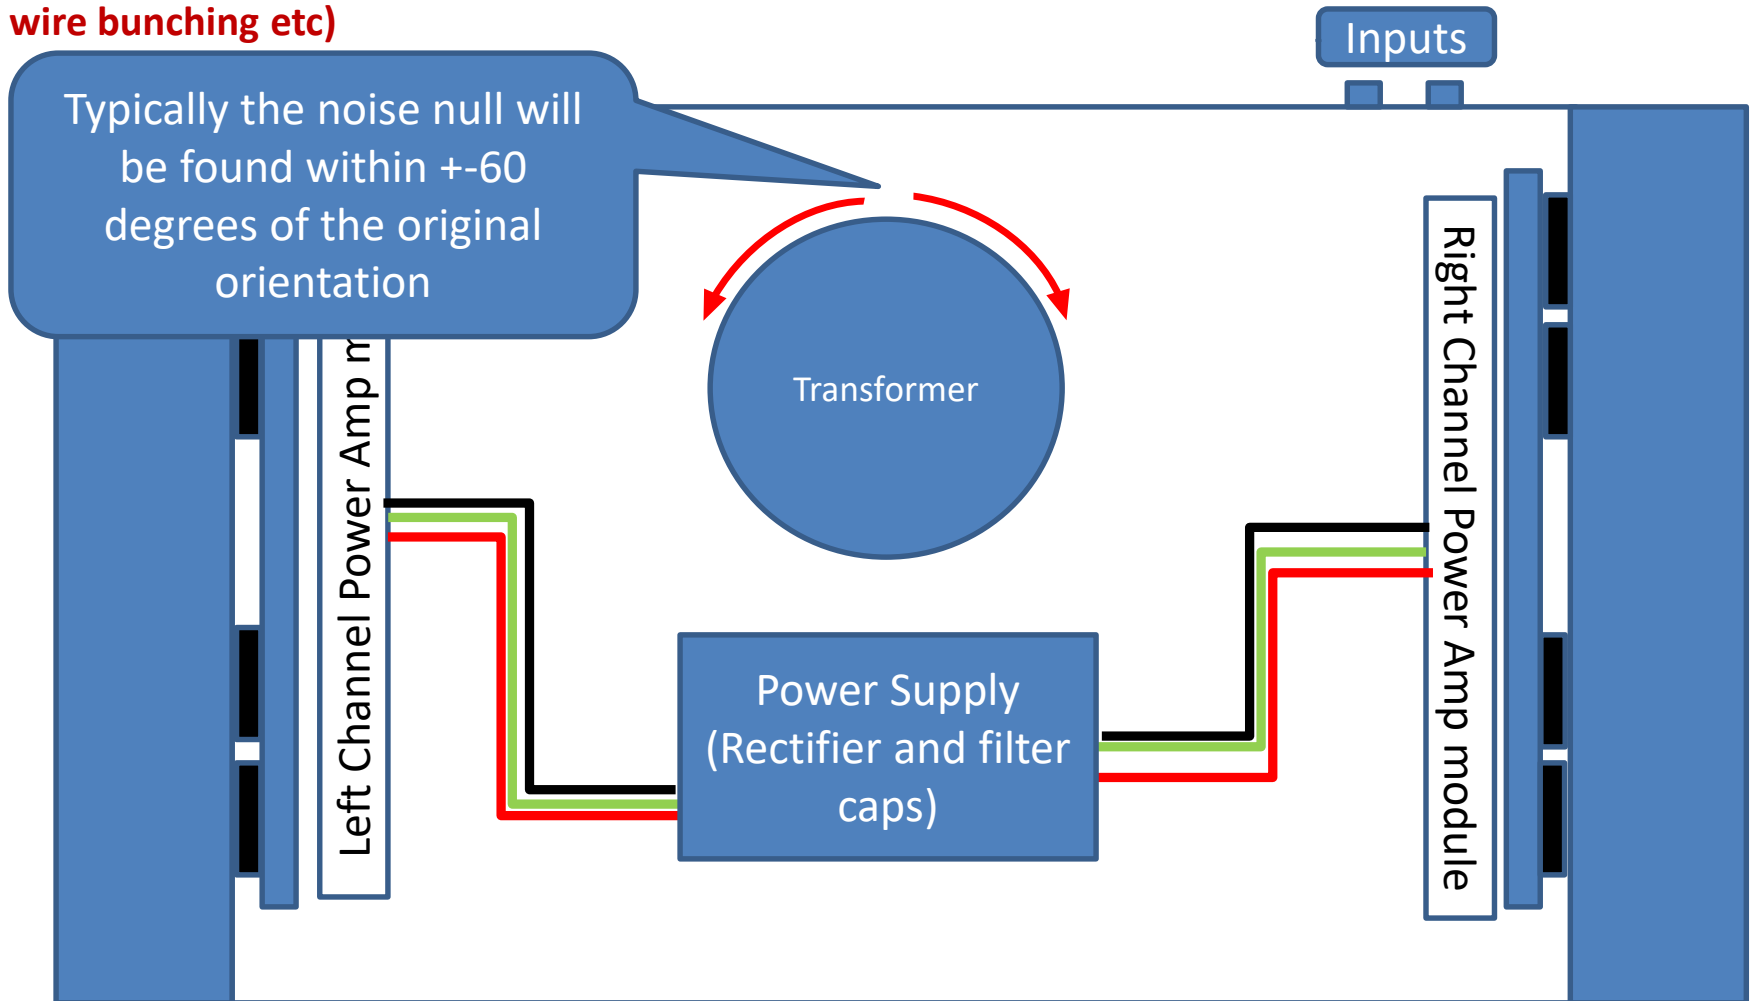 wire bunching etc)
Inputs
Typically the noise null will
be found within +-60
degrees of the original
orientation
Transformer
Left Channel Power Amp m
Right Channel Power Amp module
Power Supply
(Rectifier and filter
caps)